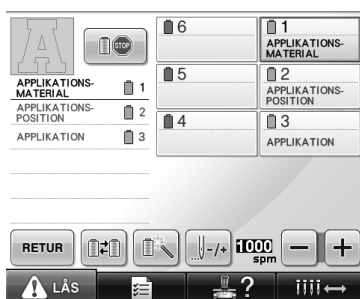 A
STOP
APPLIKATIONS-
MATERIAL 1
APPLIKATIONS-
POSITION 2
APPLIKATION 3
6
1
APPLIKATIONS-
MATERIAL
5
2
APPLIKATIONS-
POSITION
4
3
APPLIKATION
RETUR
-/+
1000
spm
− +
LÅS
?